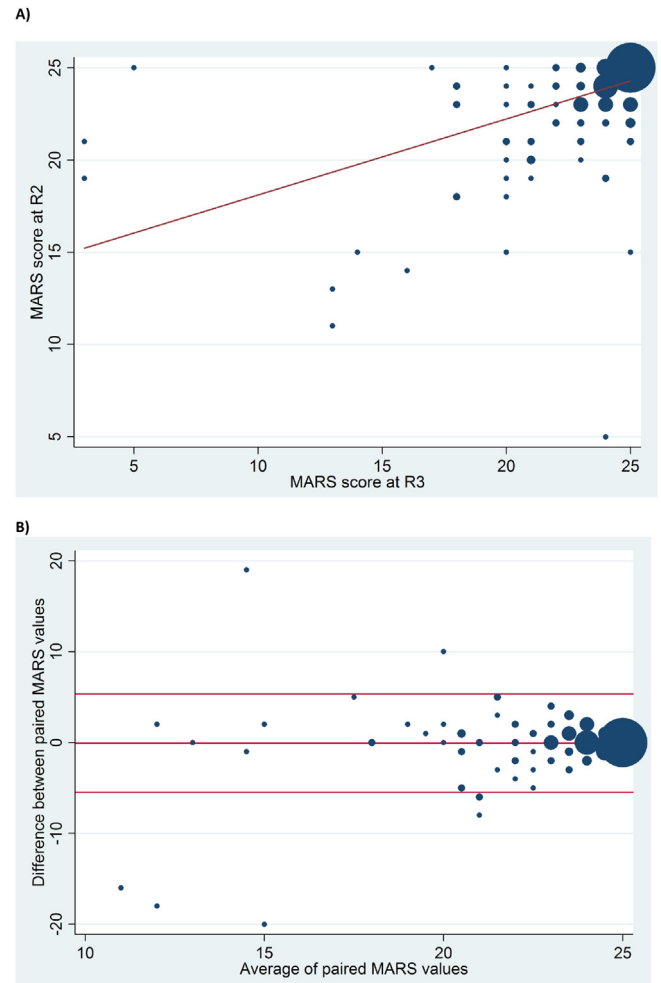 A)
25
20
15
10
5
MARS score at R2
5 10 15 20 25
MARS score at R3
B)
20
10
0
-10
-20
Difference between paired MARS values
10 15 20 25
Average of paired MARS values